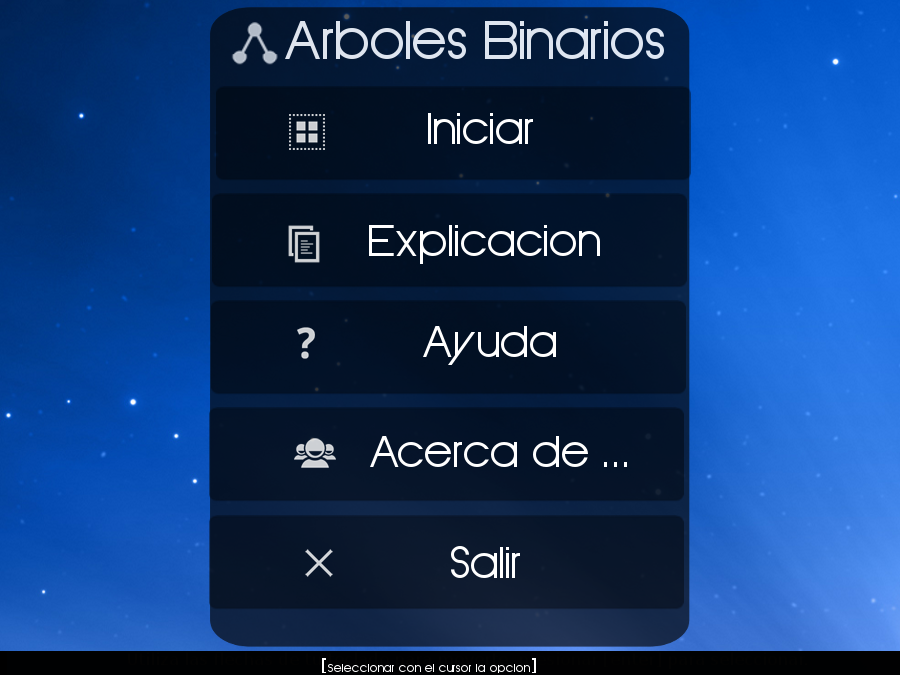 Arboles Binarios
Iniciar
Explicacion
Ayuda
Acerca de ...
Salir
[Seleccionar con el cursor la opcion]